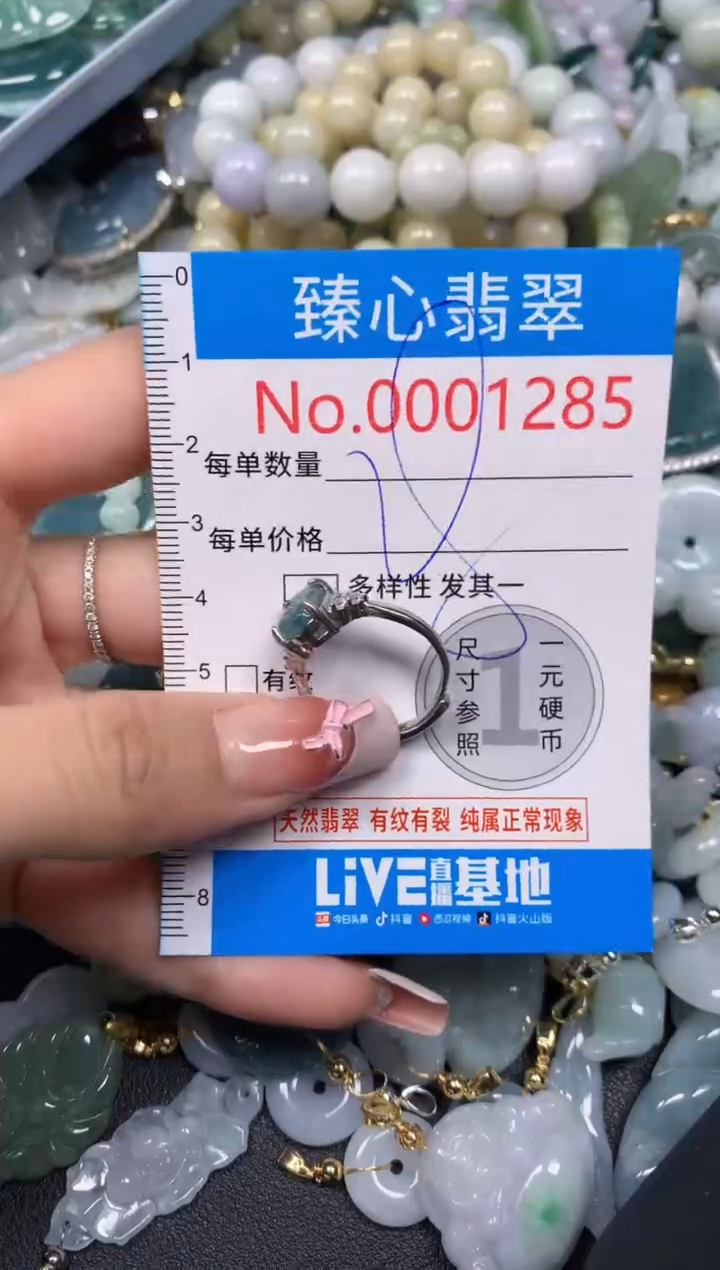 0
臻心翡翠
1
No.0001285
2
每单数量
3
每单价格
4
多样性 发其一
5
有纹
尺寸参照
1
一元硬币
天然翡翠 有纹有裂 纯属正常现象
8
LiVE直播基地
今日头条 抖音 西瓜视频 抖音火山版